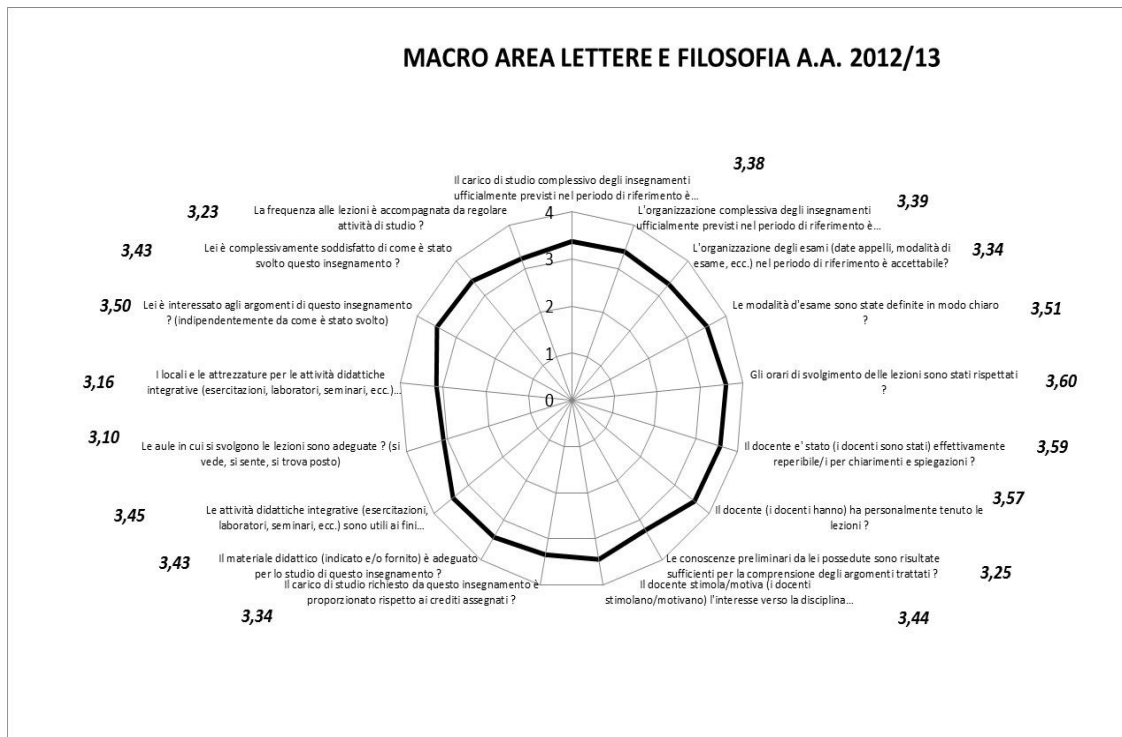 MACRO AREA LETTERE E FILOSOFIA A.A. 2012/13
3,38
Il carico di studio complessivo degli insegnamenti
ufficialmente previsti nel periodo di riferimento è...
3,39
L'organizzazione complessiva degli insegnamenti
ufficialmente previsti nel periodo di riferimento è...
3,34
L'organizzazione degli esami (date appelli, modalità di
esame, ecc.) nel periodo di riferimento è accettabile?
3,51
Le modalità d'esame sono state definite in modo chiaro
?
3,60
Gli orari di svolgimento delle lezioni sono stati rispettati
?
3,59
Il docente e' stato (i docenti sono stati) effettivamente
reperibile/i per chiarimenti e spiegazioni ?
3,57
Il docente (i docenti hanno) ha personalmente tenuto le
lezioni ?
3,25
Le conoscenze preliminari da lei possedute sono risultate
sufficienti per la comprensione degli argomenti trattati ?
3,44
Il docente stimola/motiva (i docenti
stimolano/motivano) l'interesse verso la disciplina...
3,34
Il carico di studio richiesto da questo insegnamento è
proporzionato rispetto ai crediti assegnati ?
3,43
Il materiale didattico (indicato e/o fornito) è adeguato
per lo studio di questo insegnamento ?
3,45
Le attività didattiche integrative (esercitazioni,
laboratori, seminari, ecc.) sono utili ai fini...
3,10
Le aule in cui si svolgono le lezioni sono adeguate ? (si
vede, si sente, si trova posto)
3,16
I locali e le attrezzature per le attività didattiche
integrative (esercitazioni, laboratori, seminari, ecc.)...
3,50
Lei è interessato agli argomenti di questo insegnamento
? (indipendentemente da come è stato svolto)
3,43
Lei è complessivamente soddisfatto di come è stato
svolto questo insegnamento ?
3,23
La frequenza alle lezioni è accompagnata da regolare
attività di studio ?
4
3
2
1
0